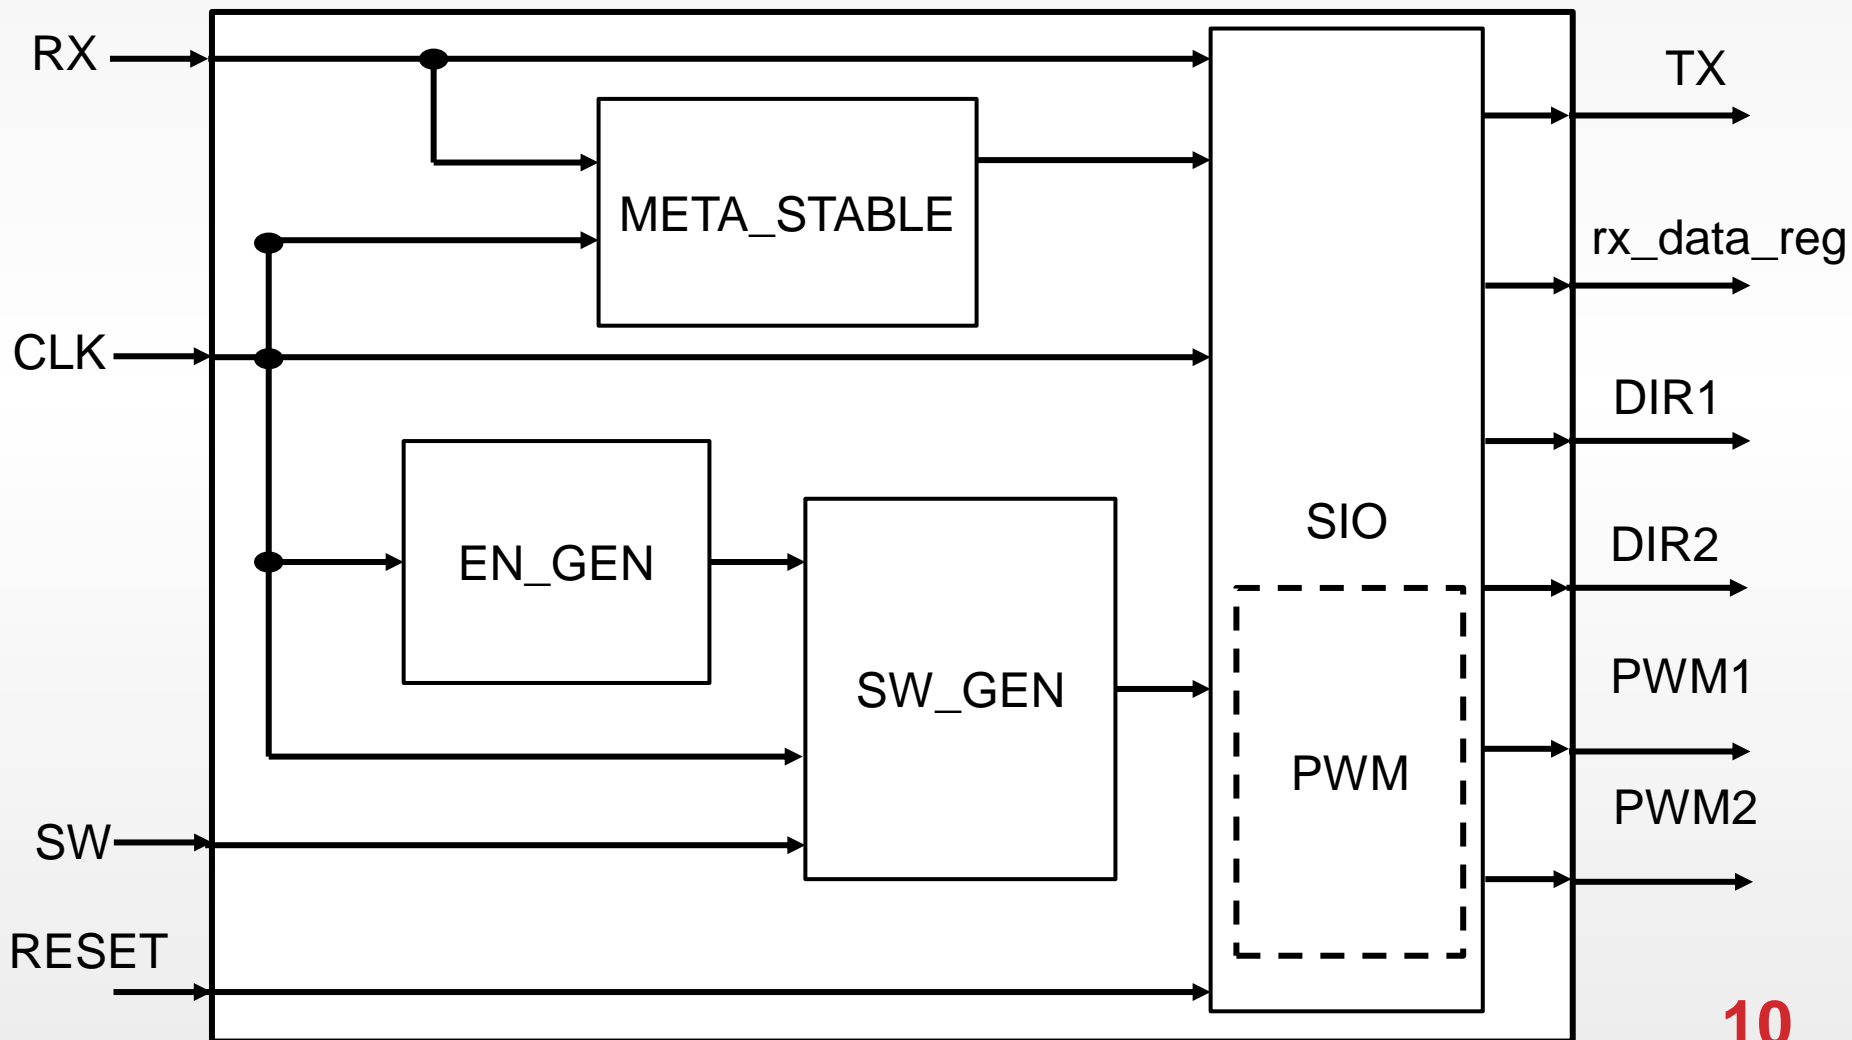 RX
TX
META_STABLE
rx_data_reg
CLK
DIR1
SIO
DIR2
EN_GEN
PWM1
SW_GEN
PWM
PWM2
SW
RESET
10